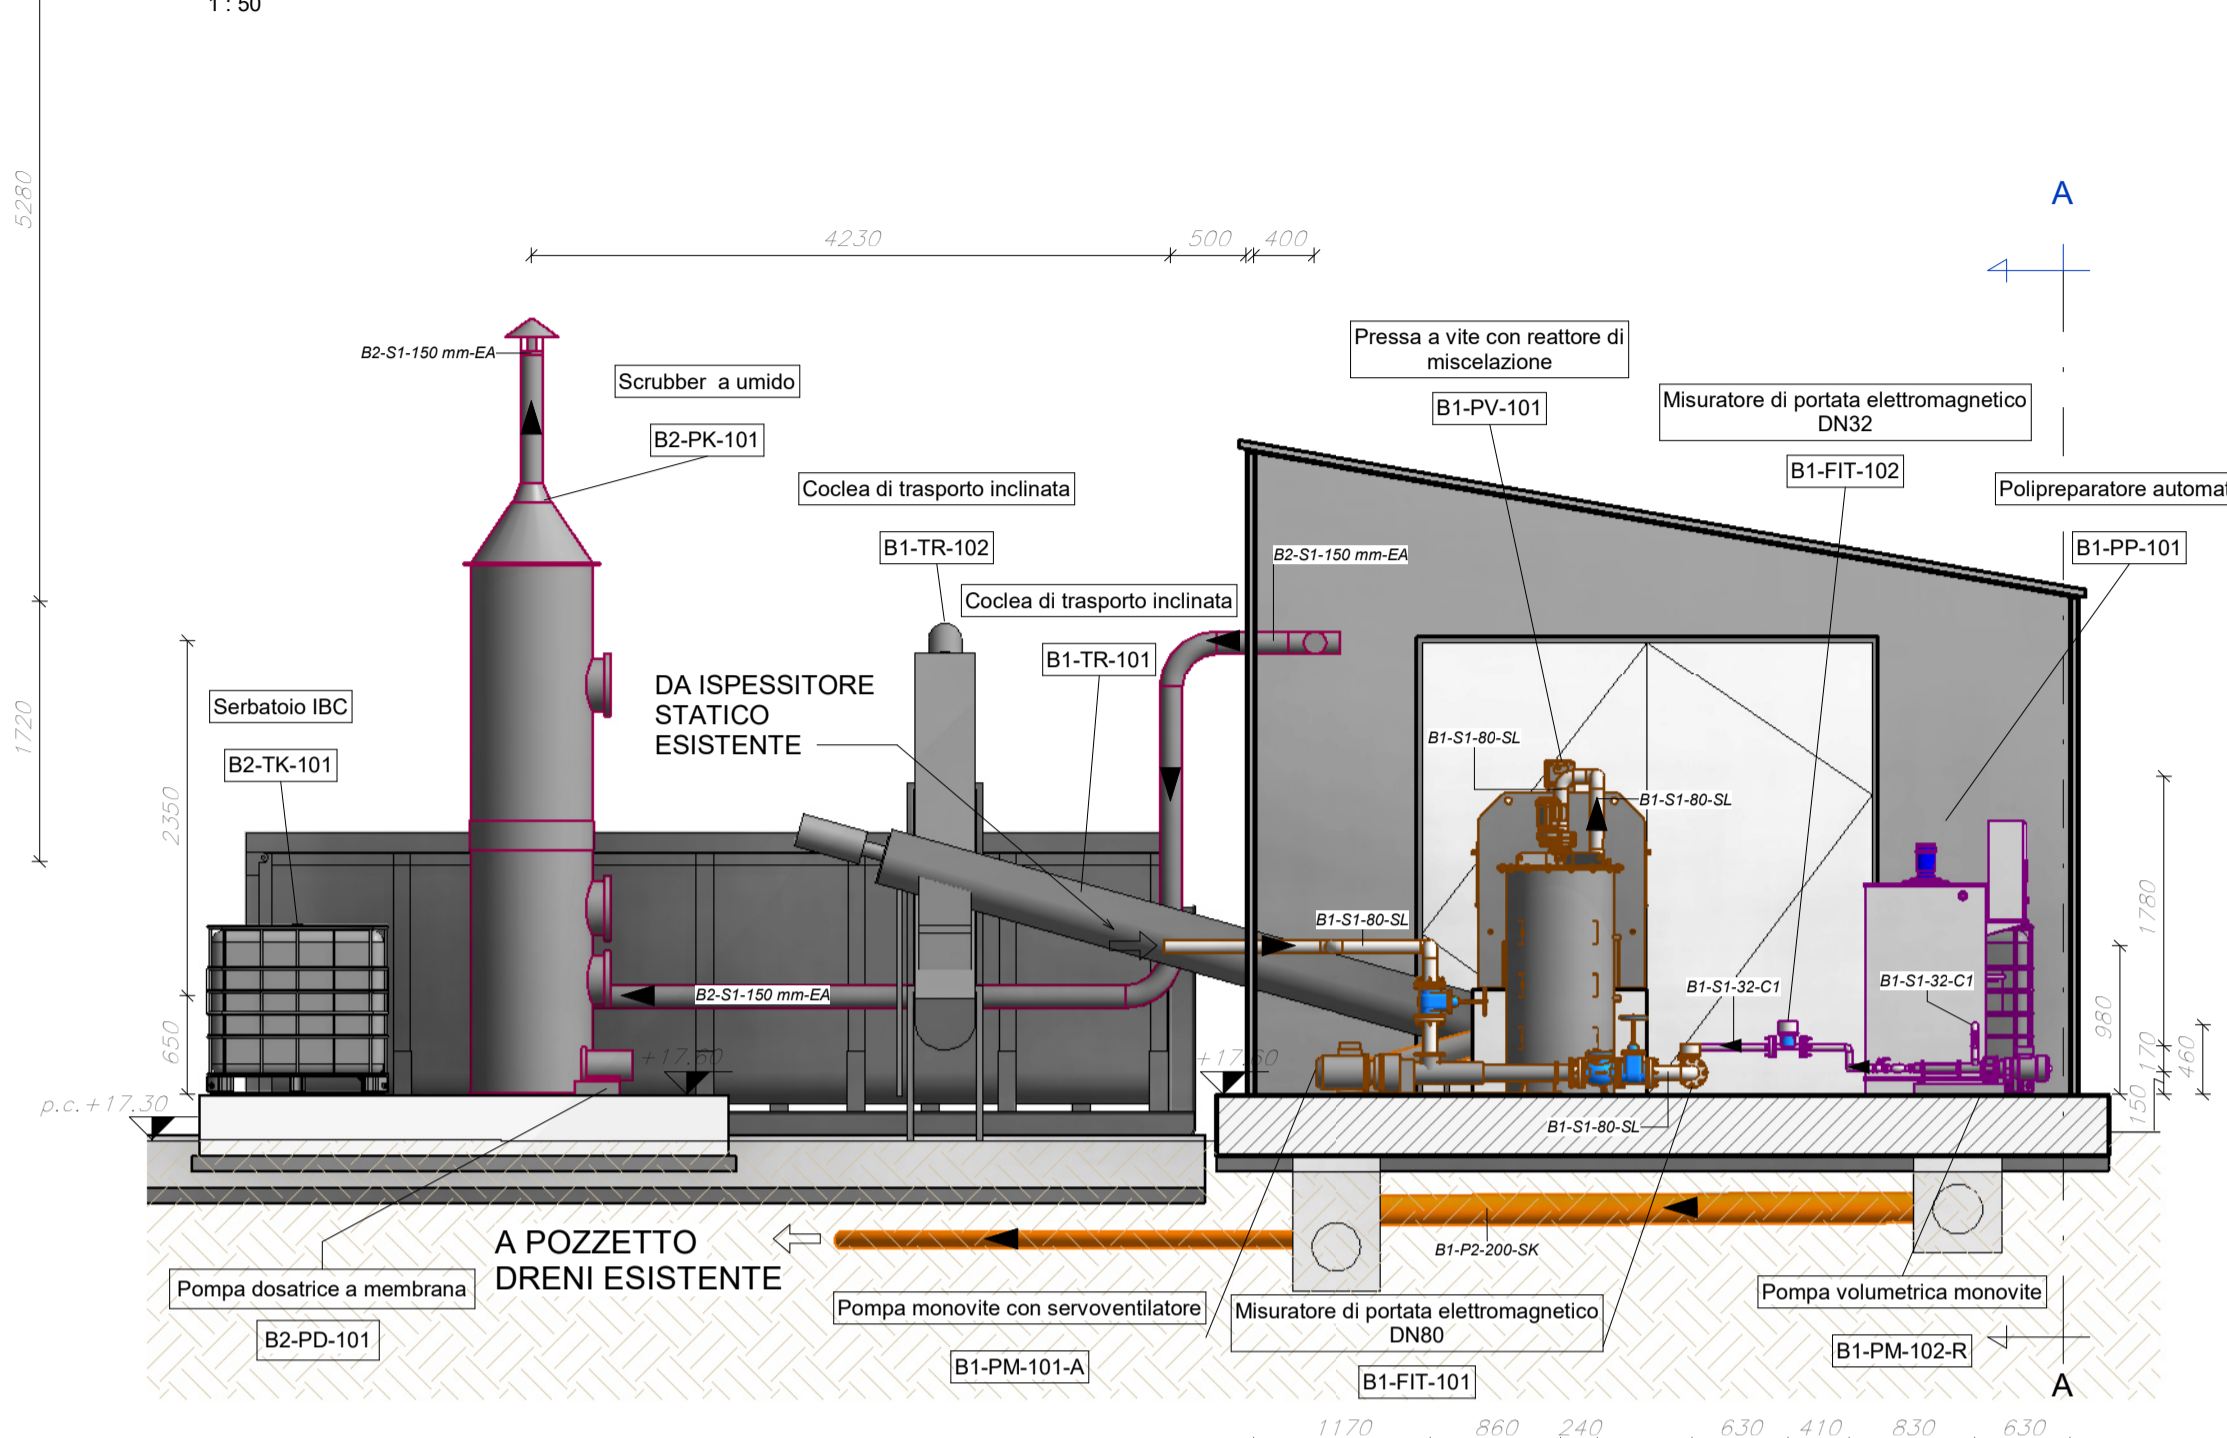 1 : 50
5280
A
4230
500
400
B2-S1-150 mm-EA
Scrubber a umido
B2-PK-101
Pressa a vite con reattore di
miscelazione
B1-PV-101
Misuratore di portata elettromagnetico
DN32
B1-FIT-102
Coclea di trasporto inclinata
B1-TR-102
Polipreparatore automat
B1-PP-101
B2-S1-150 mm-EA
Coclea di trasporto inclinata
B1-TR-101
DA ISPESSITORE
STATICO
ESISTENTE
Serbatoio IBC
B2-TK-101
1720
2350
650
B1-S1-80-SL
B1-S1-80-SL
B1-S1-80-SL
B2-S1-150 mm-EA
B1-S1-32-C1
B1-S1-32-C1
1780
980
170
460
150
+17.60
+17.60
p.c.+17.30
B1-S1-80-SL
A POZZETTO
DRENI ESISTENTE
B1-P2-200-SK
Pompa dosatrice a membrana
B2-PD-101
Pompa monovite con servoventilatore
B1-PM-101-A
Misuratore di portata elettromagnetico
DN80
B1-FIT-101
Pompa volumetrica monovite
B1-PM-102-R
A
1170
860
240
630
410
830
630